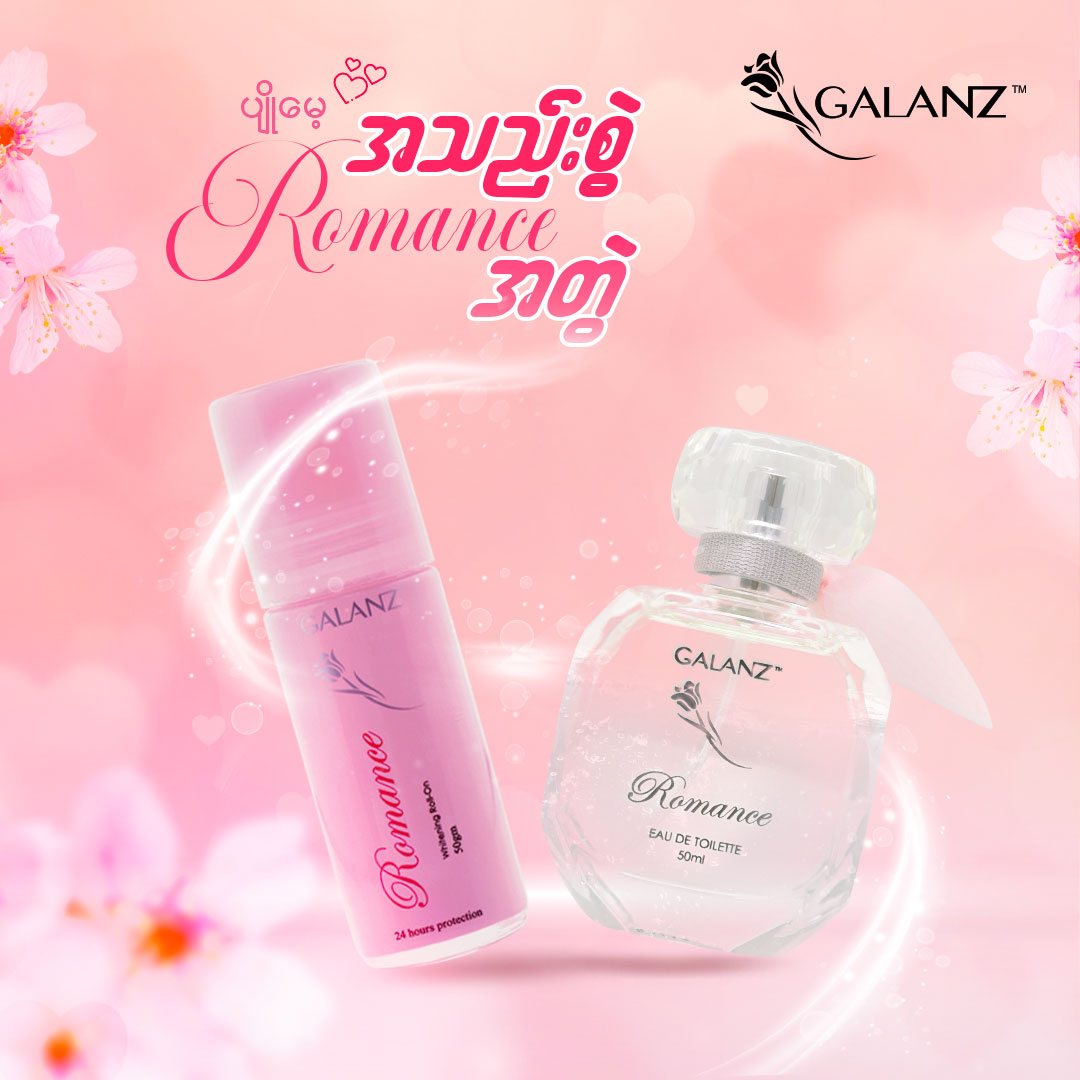 ပျိုမေ့
အသည်းစွဲ
Romance
အတွဲ
GALANZ™
GALANZ
Romance
Whitening Roll-On
50gm
24 hours protection
GALANZ™
Romance
EAU DE TOILETTE
50ml